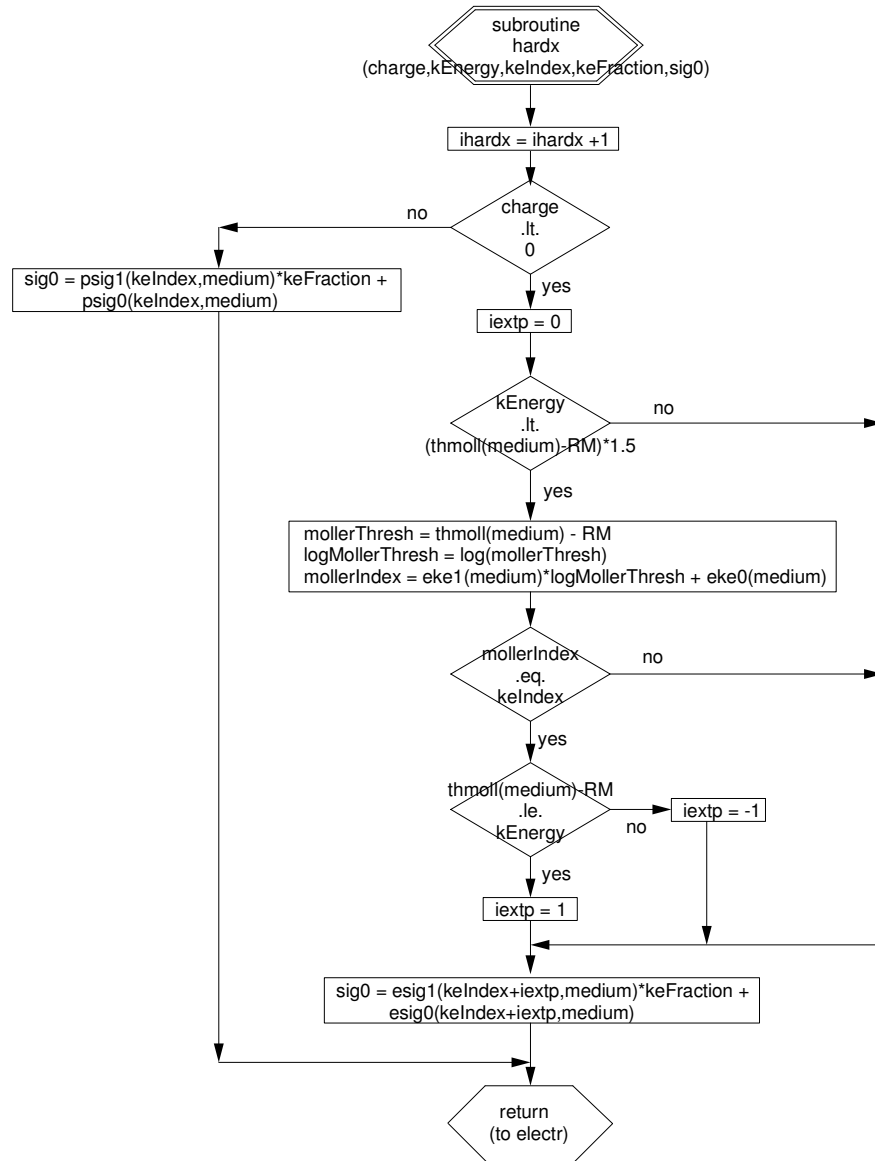 subroutine
hardx
(charge,kEnergy,keIndex,keFraction,sig0)
ihardx = ihardx +1
charge
.lt.
0
no
sig0 = psig1(keIndex,medium)*keFraction +
psig0(keIndex,medium)
yes
iextp = 0
kEnergy
.lt.
(thmoll(medium)-RM)*1.5
no
yes
mollerThresh = thmoll(medium) - RM
logMollerThresh = log(mollerThresh)
mollerIndex = eke1(medium)*logMollerThresh + eke0(medium)
mollerIndex
.eq.
keIndex
no
yes
thmoll(medium)-RM
.le.
kEnergy
no
iextp = -1
yes
iextp = 1
sig0 = esig1(keIndex+iextp,medium)*keFraction +
esig0(keIndex+iextp,medium)
return
(to electr)